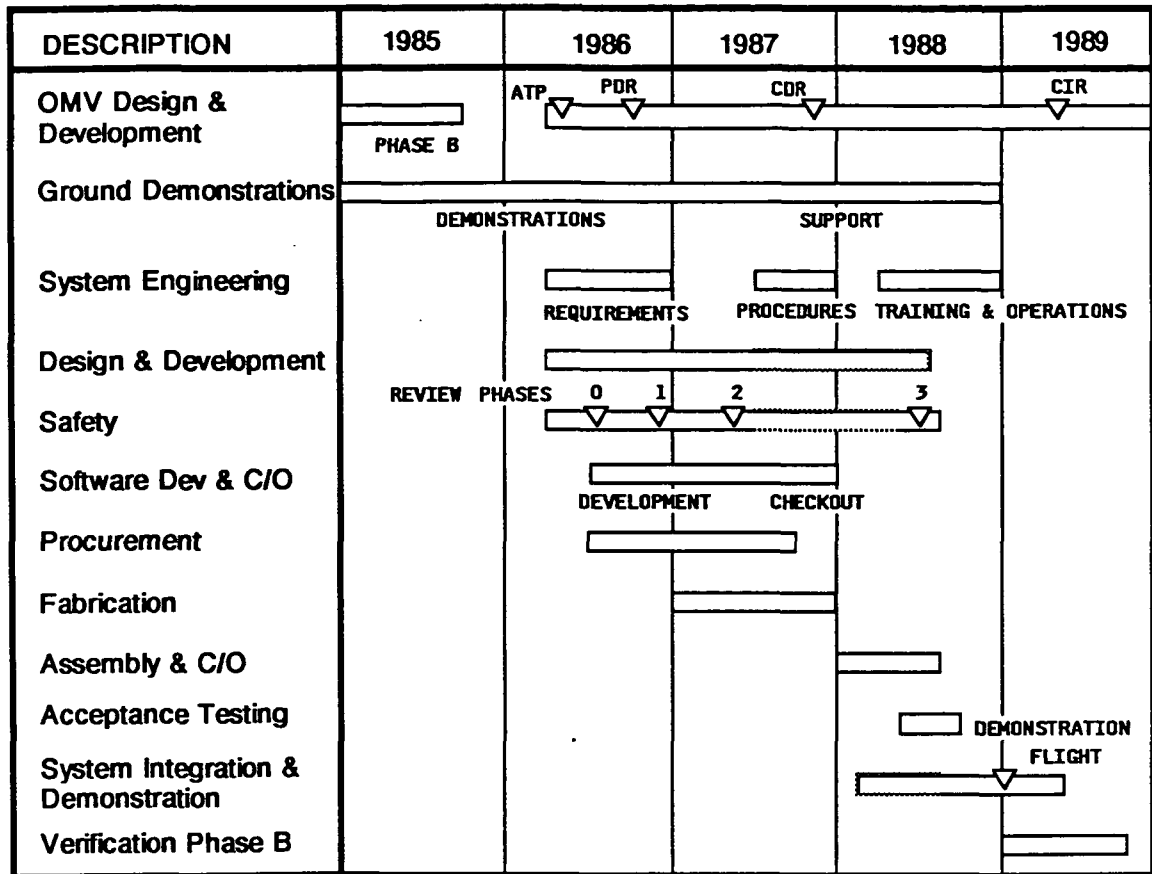 DESCRIPTION 1985 1986 1987 1988 1989
OMV Design &
Development
ATP PDR CDR CIR
PHASE B
Ground Demonstrations
DEMONSTRATIONS SUPPORT
System Engineering
REQUIREMENTS PROCEDURES TRAINING & OPERATIONS
Design & Development
REVIEW PHASES 0 1 2 3
Safety
Software Dev & C/O
DEVELOPMENT CHECKOUT
Procurement
Fabrication
Assembly & C/O
Acceptance Testing
DEMONSTRATION
FLIGHT
System Integration &
Demonstration
Verification Phase B